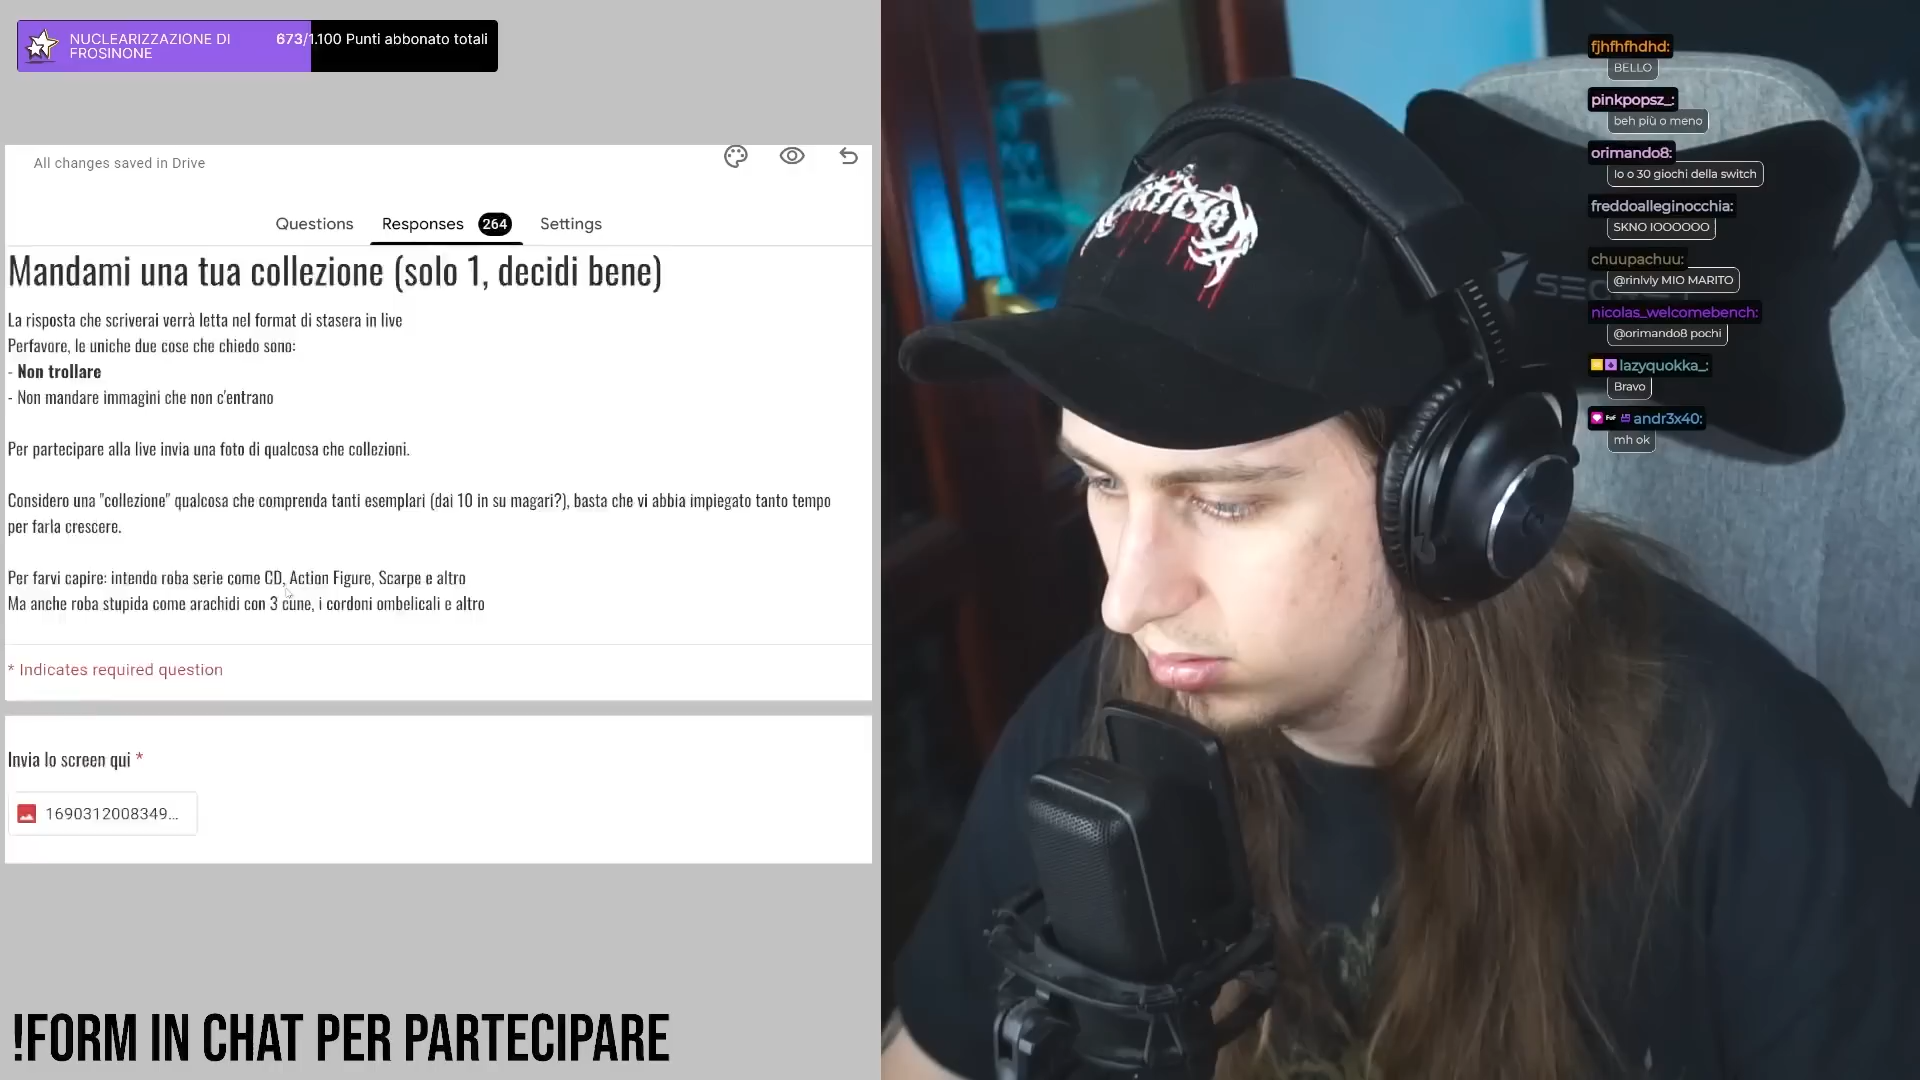 NUCLEARIZZAZIONE DI
FROSINONE
673/1.100 Punti abbonato totali
All changes saved in Drive
Questions
Responses 264
Settings
Mandami una tua collezione (solo 1, decidi bene)
La risposta che scriverai verrà letta nel format di stasera in live
Perfavore, le uniche due cose che chiedo sono:
- Non trollare
- Non mandare immagini che non c'entrano
Per partecipare alla live invia una foto di qualcosa che collezioni.
Considero una "collezione" qualcosa che comprenda tanti esemplari (dai 10 in su magari?), basta che vi abbia impiegato tanto tempo
per farla crescere.
Per farvi capire: intendo roba serie come CD, Action Figure, Scarpe e altro
Ma anche roba stupida come arachidi con 3 cune, i cordoni ombelicali e altro
* Indicates required question
Invia lo screen qui *
1690312008349...
!FORM IN CHAT PER PARTECIPARE
fjhfhfhdhd:
BELLO
pinkpopsz_:
beh più o meno
orimando8:
Io o 30 giochi della switch
freddoalleginocchia:
SKNO IOOOOOO
chuupachuu:
@rinlvly MIO MARITO
nicolas_welcomebench:
@orimando8 pochi
lazyquokka_:
Bravo
andr3x40:
mh ok